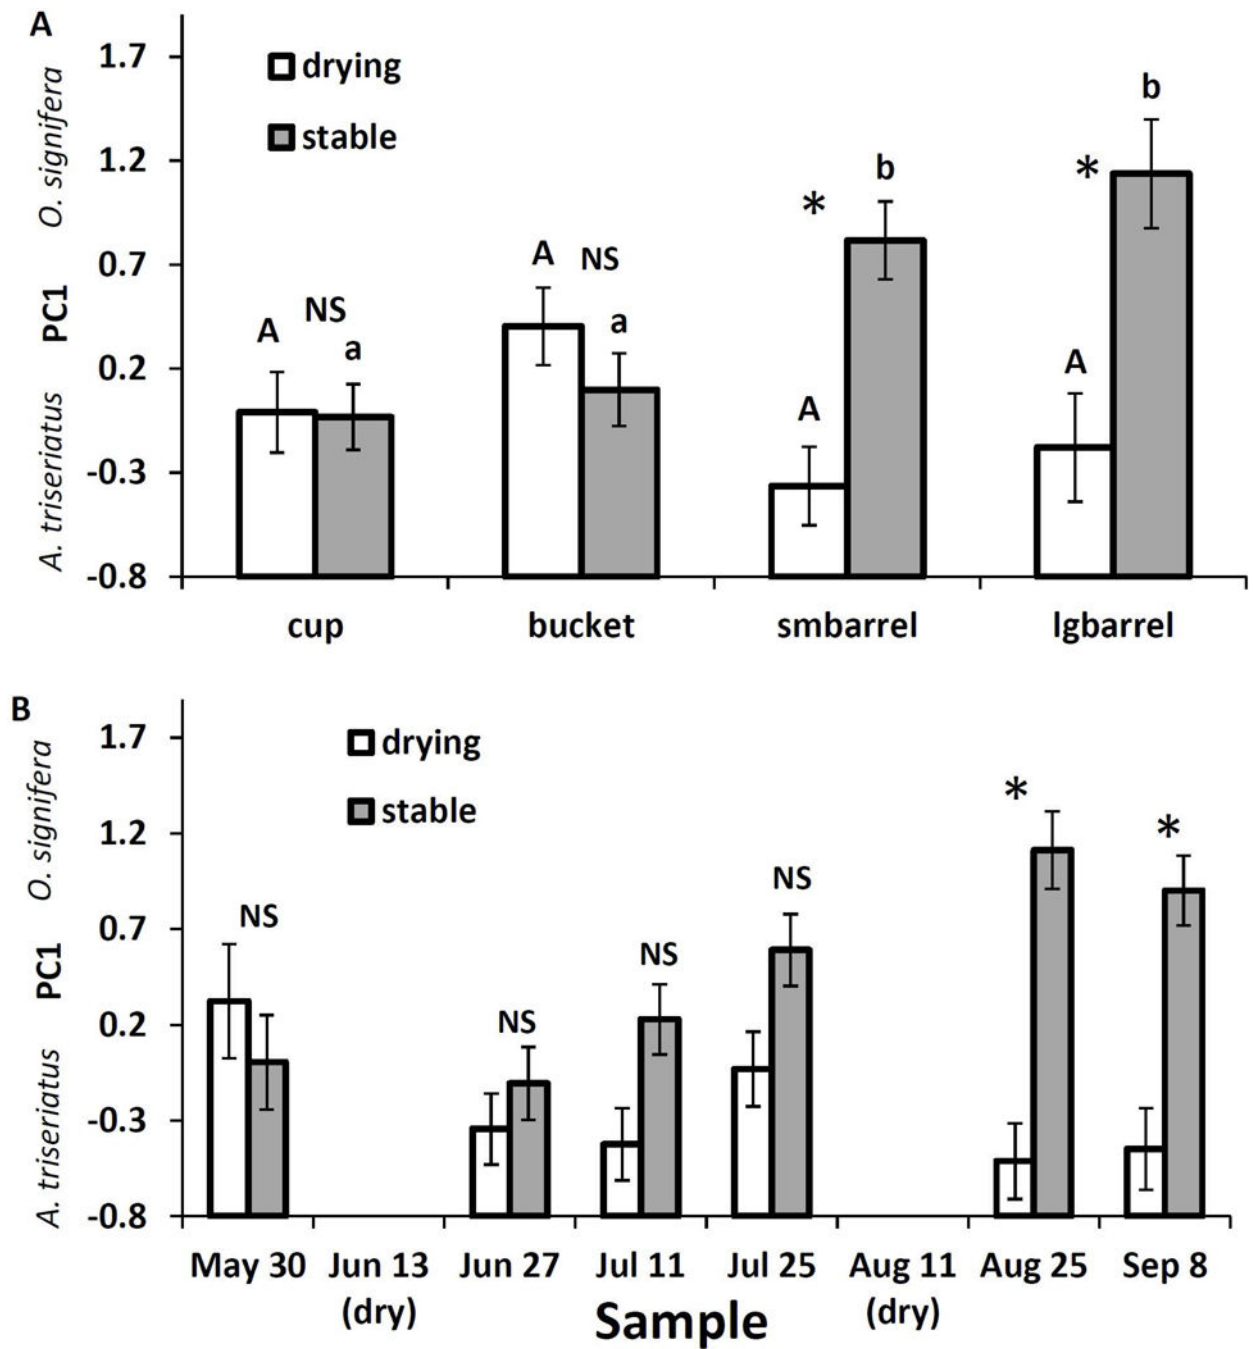 A
1.7
1.2
0.7
0.2
-0.3
-0.8
O. signifera
PC1
A. triseriatus
drying
stable
A
NS
a
A
NS
a
A
*
b
A
*
b
cup
bucket
smbarrel
lgbarrel
B
1.7
1.2
0.7
0.2
-0.3
-0.8
O. signifera
PC1
A. triseriatus
drying
stable
NS
NS
NS
NS
*
*
May 30
Jun 13
(dry)
Jun 27
Jul 11
Jul 25
Aug 11
(dry)
Aug 25
Sep 8
Sample